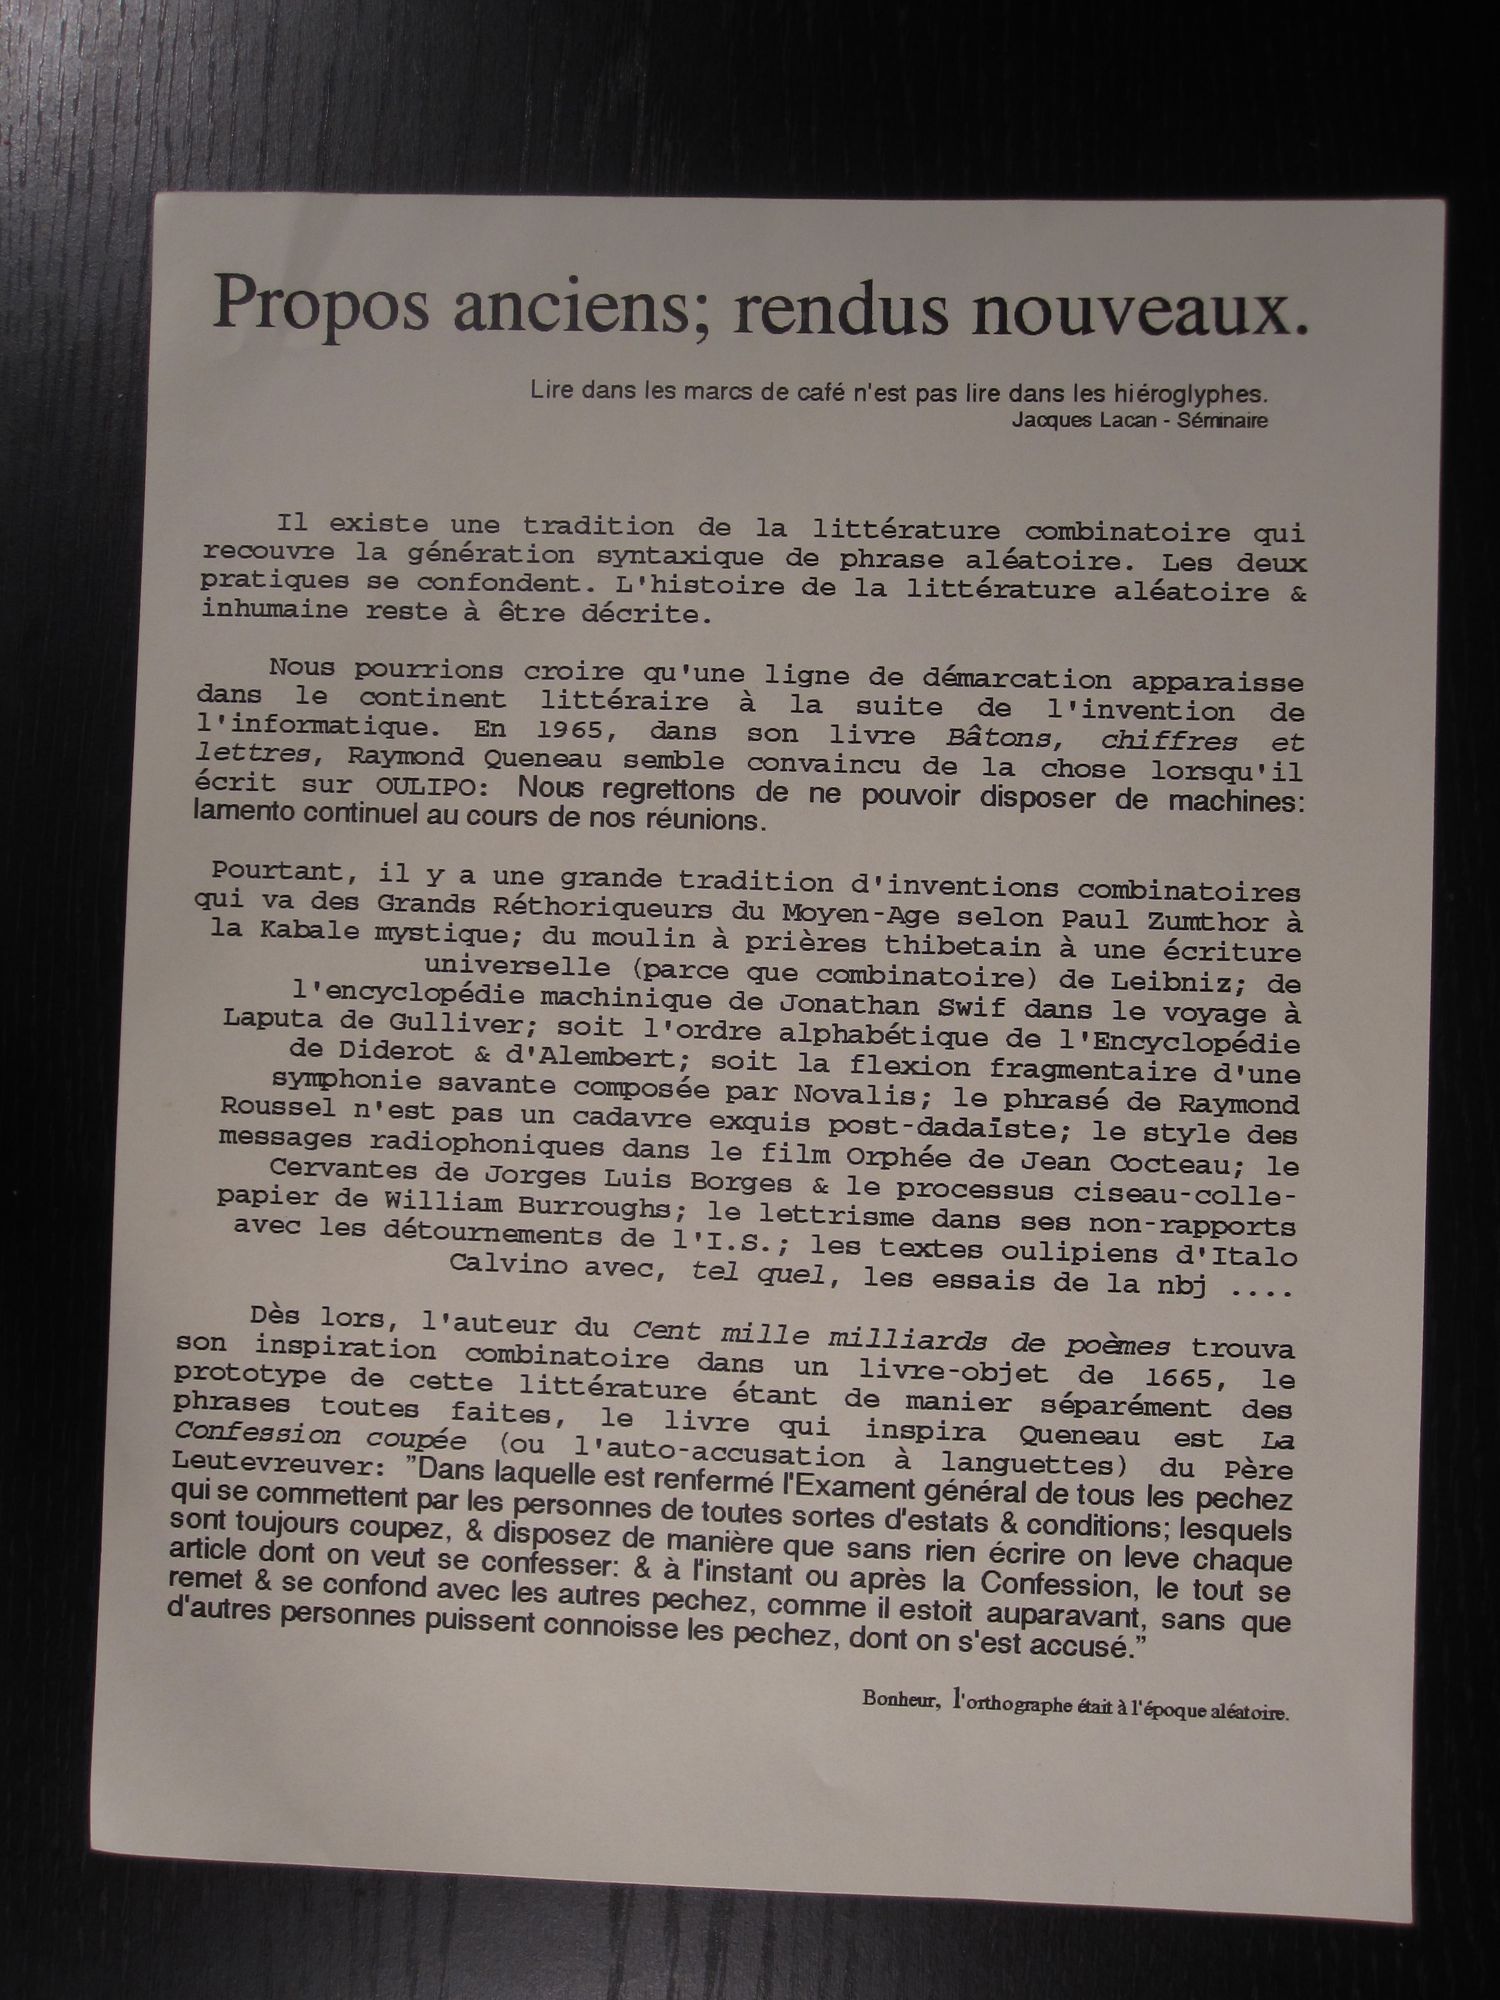 Propos anciens; rendus nouveaux.
Lire dans les marcs de café n'est pas lire dans les hiéroglyphes.
Jacques Lacan - Séminaire
Il existe une tradition de la littérature combinatoire qui
recouvre la génération syntaxique de phrase aléatoire. Les deux
pratiques se confondent. L'histoire de la littérature aléatoire &
inhumaine reste à être décrite.
Nous pourrions croire qu'une ligne de démarcation apparaisse
dans le continent littéraire à la suite de l'invention de
l'informatique. En 1965, dans son livre Bâtons, chiffres et
lettres, Raymond Queneau semble convaincu de la chose lorsqu'il
écrit sur OULIPO: Nous regrettons de ne pouvoir disposer de machines:
lamento continuel au cours de nos réunions.
Pourtant, il y a une grande tradition d'inventions combinatoires
qui va des Grands Réthoriqueurs du Moyen-Age selon Paul Zumthor à
la Kabale mystique; du moulin à prières thibetain à une écriture
universelle (parce que combinatoire) de Leibniz; de
l'encyclopédie machinique de Jonathan Swif dans le voyage à
Laputa de Gulliver; soit l'ordre alphabétique de l'Encyclopédie
de Diderot & d'Alembert; soit la flexion fragmentaire d'une
symphonie savante composée par Novalis; le phrasé de Raymond
Roussel n'est pas un cadavre exquis post-dadaïste; le style des
messages radiophoniques dans le film Orphée de Jean Cocteau; le
Cervantes de Jorges Luis Borges & le processus ciseau-colle-
papier de William Burroughs; le lettrisme dans ses non-rapports
avec les détournements de l'I.S.; les textes oulipiens d'Italo
Calvino avec, tel quel, les essais de la nbj ....
Dès lors, l'auteur du Cent mille milliards de poèmes trouva
son inspiration combinatoire dans un livre-objet de 1665, le
prototype de cette littérature étant de manier séparément des
phrases toutes faites, le livre qui inspira Queneau est La
Confession coupée (ou l'auto-accusation à languettes) du Père
Leutevreuver: "Dans laquelle est renfermé l'Exament général de tous les pechez
qui se commettent par les personnes de toutes sortes d'estats & conditions; lesquels
sont toujours coupez, & disposez de manière que sans rien écrire on leve chaque
article dont on veut se confesser: & à l'instant ou après la Confession, le tout se
remet & se confond avec les autres pechez, comme il estoit auparavant, sans que
d'autres personnes puissent connoisse les pechez, dont on s'est accusé."
Bonheur, l'orthographe était à l'époque aléatoire.